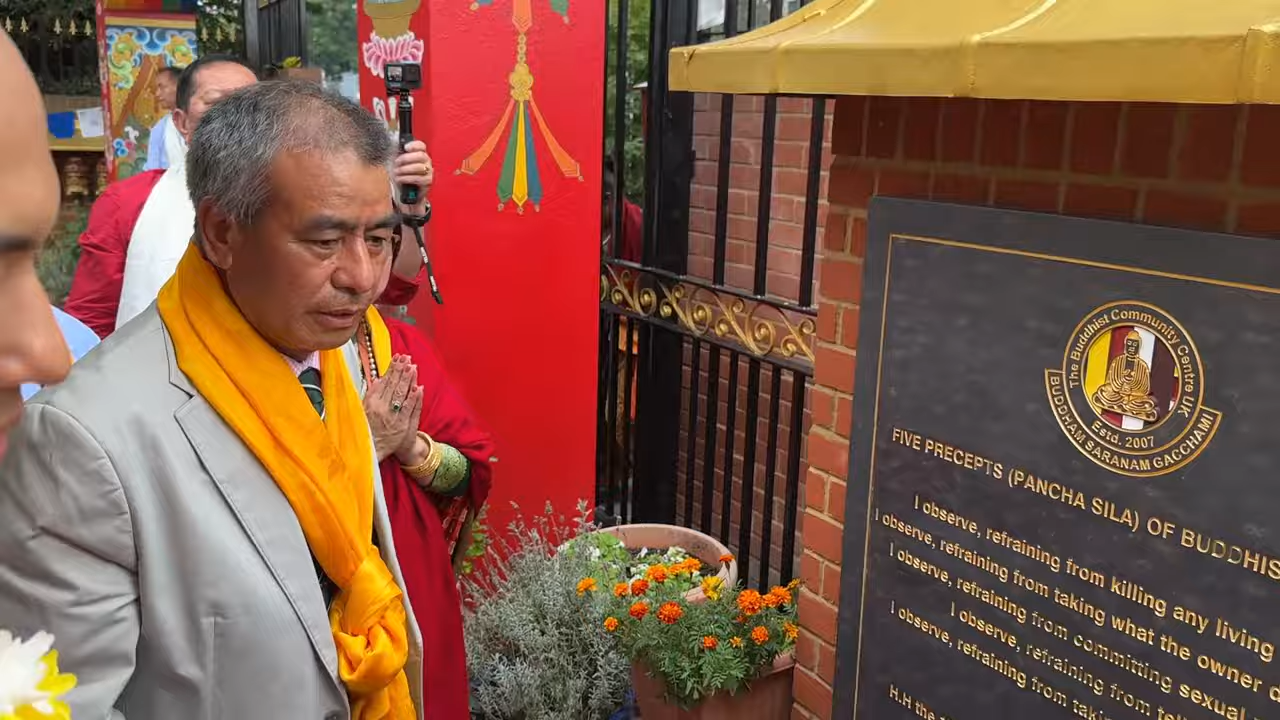 The Buddhist Community Centre UK
Estd. 2007
BUDDHAM SARANAM GACCHAMI
FIVE PRECEPTS (PANCHA SILA) OF BUDDHIS
I observe, refraining from killing any living
I observe, refraining from taking what the owner
I observe, refraining from committing sexual
I observe, refraining from
I observe, refraining from
H.H the